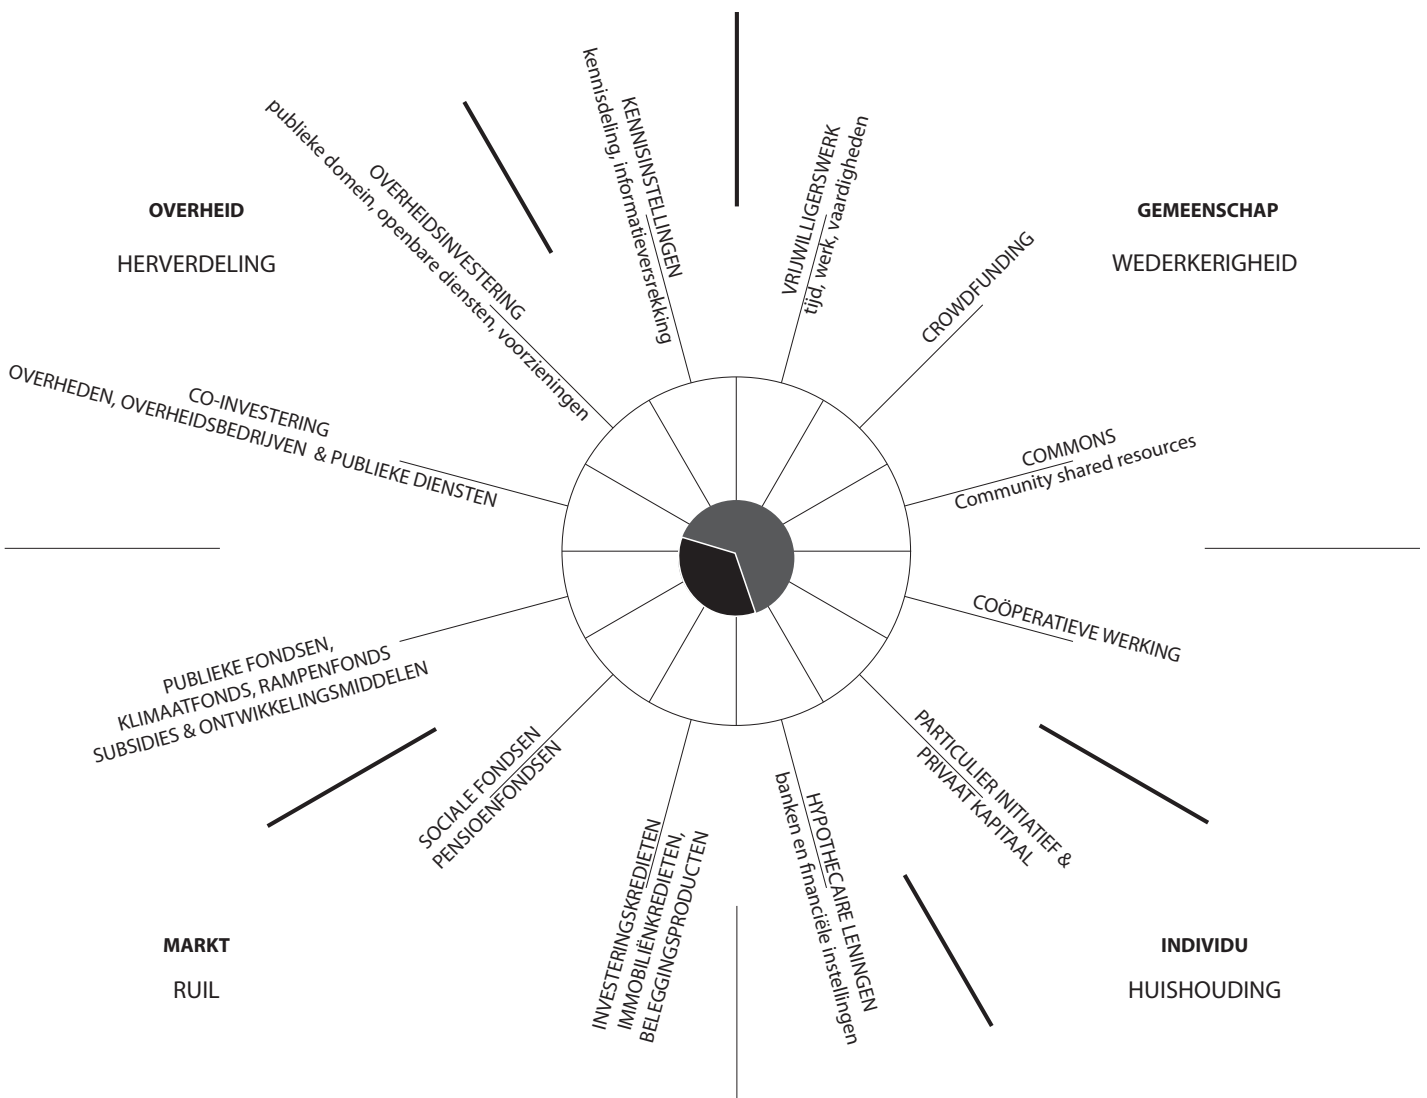 OVERHEID
HERVERDELING
KENNISINSTELLINGEN
kennisdeling, informatieversrekking
OVERHEIDSINVESTERING
publieke domein, openbare diensten, voorzieningen
CO-INVESTERING
OVERHEDEN, OVERHEIDSBEDRIJVEN & PUBLIEKE DIENSTEN
GEMEENSCHAP
WEDERKERIGHEID
VRIJWILLIGERSWERK
tijd, werk, vaardigheden
CROWDFUNDING
COMMONS
Community shared resources
COÖPERATIEVE WERKING
PARTICULIER INITIATIEF &
PRIVAAT KAPITAAL
HYPOTHECAIRE LENINGEN
banken en financiële instellingen
INDIVIDU
HUISHOUDING
PUBLIEKE FONDSEN,
KLIMAATFONDS, RAMPENFONDS
SUBSIDIES & ONTWIKKELINGSMIDDELEN
SOCIALE FONDSEN
PENSIOENFONDSEN
INVESTERINGSKREDIETEN
IMMOBILIËNKREDIETEN,
BELEGGINGSPRODUCTEN
MARKT
RUIL